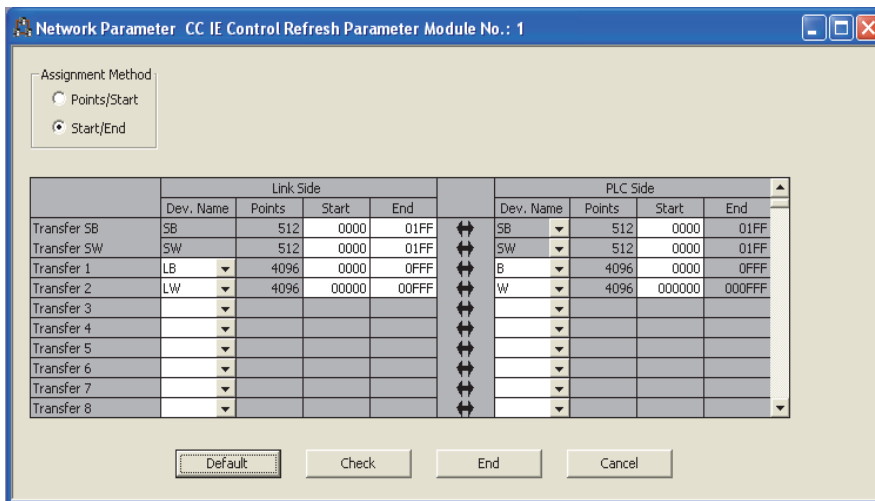 Network Parameter CC IE Control Refresh Parameter Module No.: 1
Assignment Method
Points/Start
Start/End
Link Side PLC Side
Dev. Name Points Start End Dev. Name Points Start End
Transfer SB SB 512 0000 01FF SB 512 0000 01FF
Transfer SW SW 512 0000 01FF SW 512 0000 01FF
Transfer 1 LB 4096 0000 0FFF B 4096 0000 0FFF
Transfer 2 LW 4096 00000 00FFF W 4096 000000 000FFF
Transfer 3
Transfer 4
Transfer 5
Transfer 6
Transfer 7
Transfer 8
Default Check End Cancel